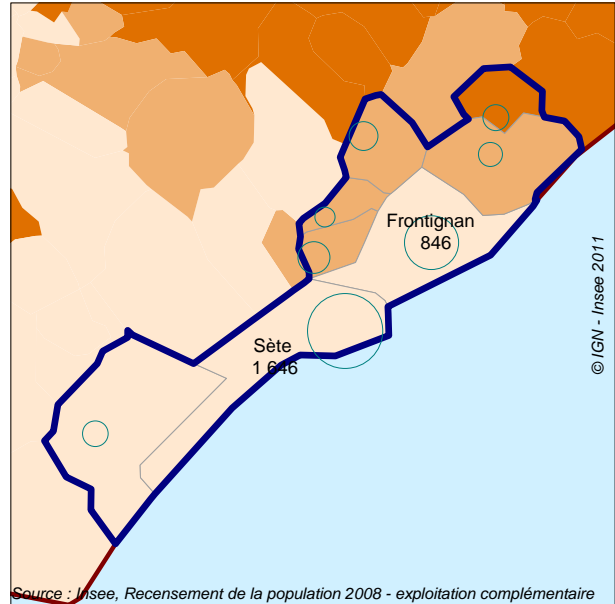 Frontignan
846
Sète
1 646
© IGN - Insee 2011
Source : Insee, Recensement de la population 2008 - exploitation complémentaire